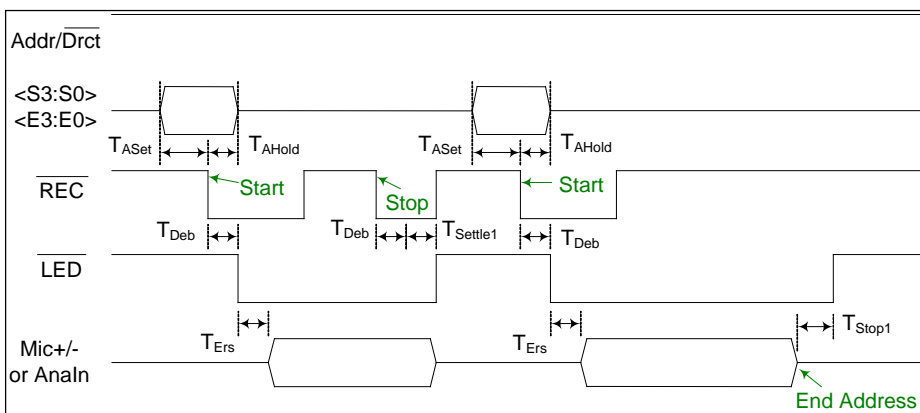 Addr/Drct
<S3:S0>
<E3:E0>
TASet
TAHold
TASet
TAHold
REC
Start
Stop
Start
TDeb
TDeb
TSettle1
TDeb
LED
TErs
TErs
TStop1
Mic+/-
or AnaIn
End Address